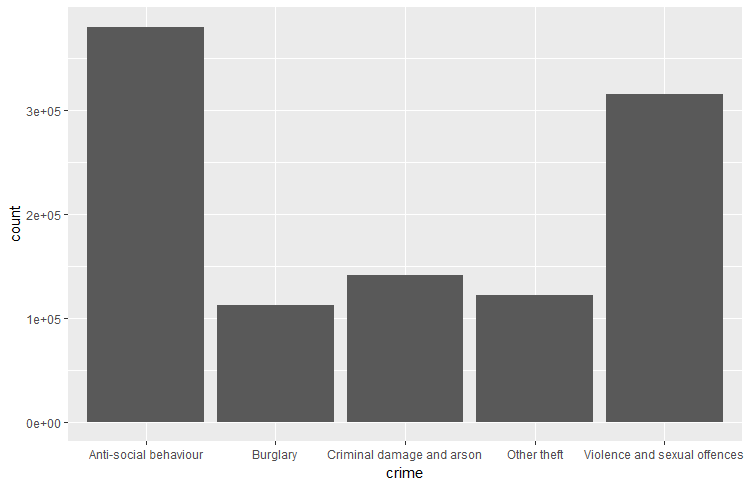 count
3e+05
2e+05
1e+05
0e+00
Anti-social behaviour Burglary Criminal damage and arson Other theft Violence and sexual offences
crime